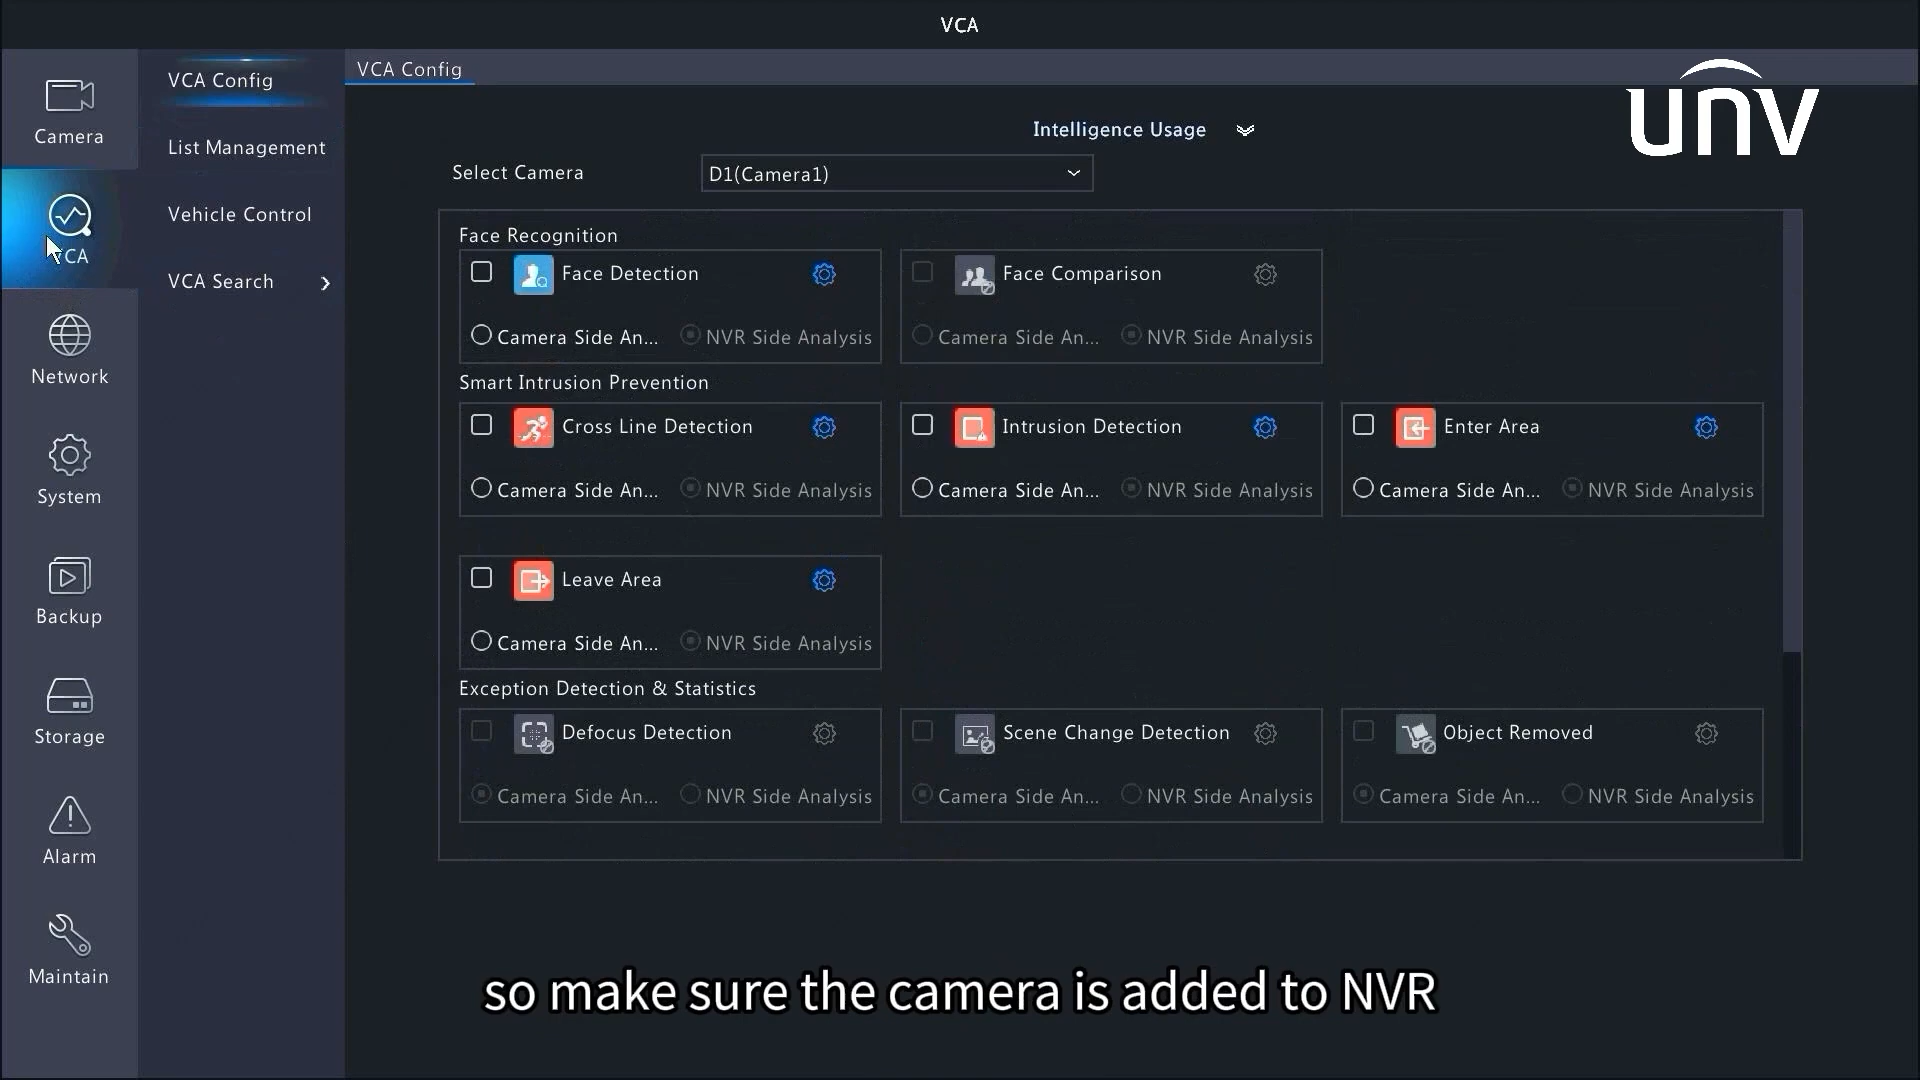 VCA
Camera
VCA
Network
System
Backup
Storage
Alarm
Maintain
VCA Config
List Management
Vehicle Control
VCA Search
VCA Config
unv
Intelligence Usage
Select Camera D1(Camera1)
Face Recognition
Face Detection Face Comparison
Camera Side An... NVR Side Analysis Camera Side An... NVR Side Analysis
Smart Intrusion Prevention
Cross Line Detection Intrusion Detection Enter Area
Camera Side An... NVR Side Analysis Camera Side An... NVR Side Analysis Camera Side An... NVR Side Analysis
Leave Area
Camera Side An... NVR Side Analysis
Exception Detection & Statistics
Defocus Detection Scene Change Detection Object Removed
Camera Side An... NVR Side Analysis Camera Side An... NVR Side Analysis Camera Side An... NVR Side Analysis
so make sure the camera is added to NVR